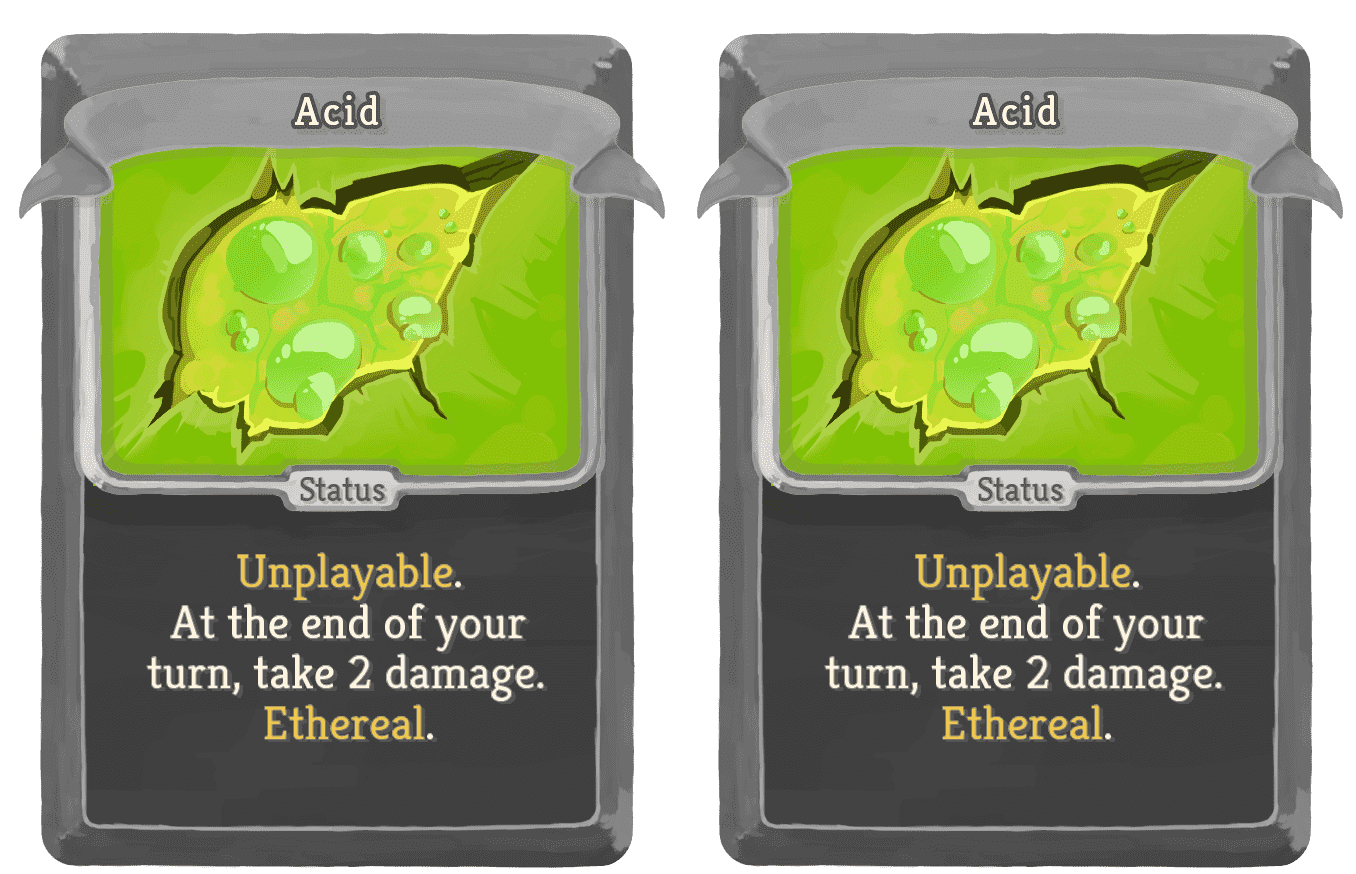 Acid
Status
Unplayable.
At the end of your
turn, take 2 damage.
Ethereal.
Acid
Status
Unplayable.
At the end of your
turn, take 2 damage.
Ethereal.